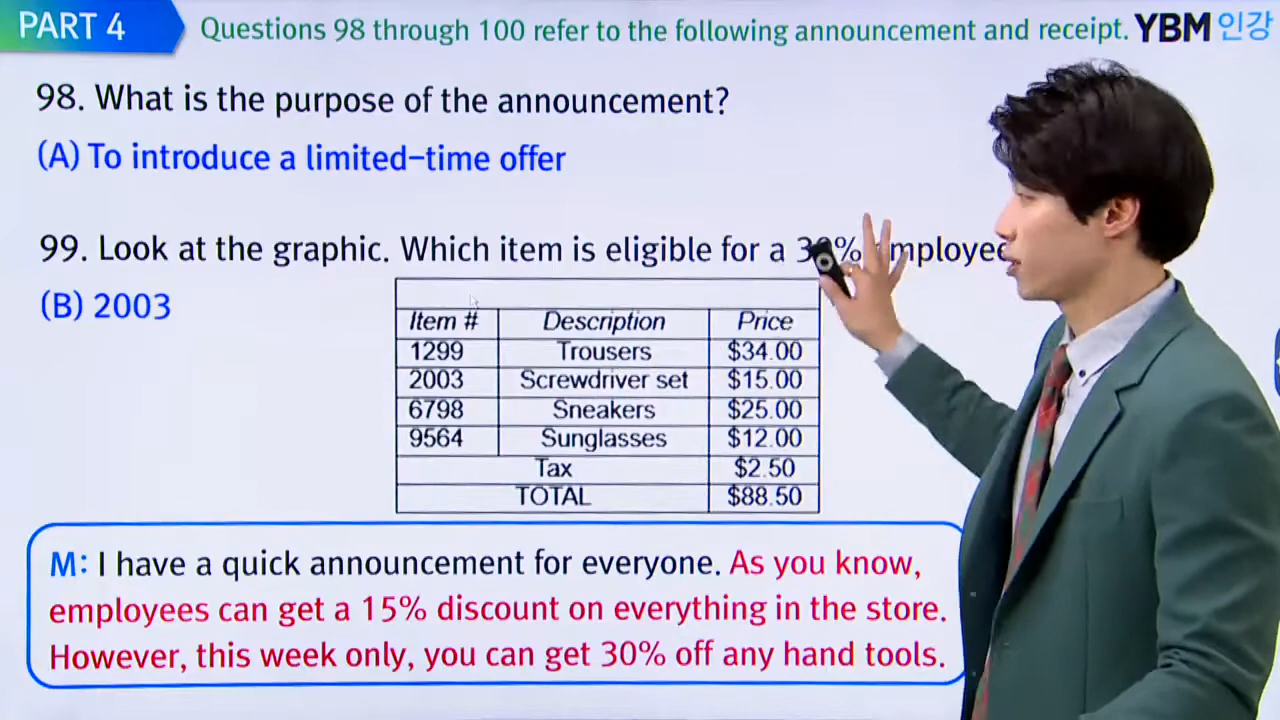 PART 4
Questions 98 through 100 refer to the following announcement and receipt. YBM 인강
98. What is the purpose of the announcement?
(A) To introduce a limited-time offer
99. Look at the graphic. Which item is eligible for a
(B) 2003
Item # Description Price
1299 Trousers $34.00
2003 Screwdriver set $15.00
6798 Sneakers $25.00
9564 Sunglasses $12.00
Tax $2.50
TOTAL $88.50
M: I have a quick announcement for everyone. As you know,
employees can get a 15% discount on everything in the store.
However, this week only, you can get 30% off any hand tools.